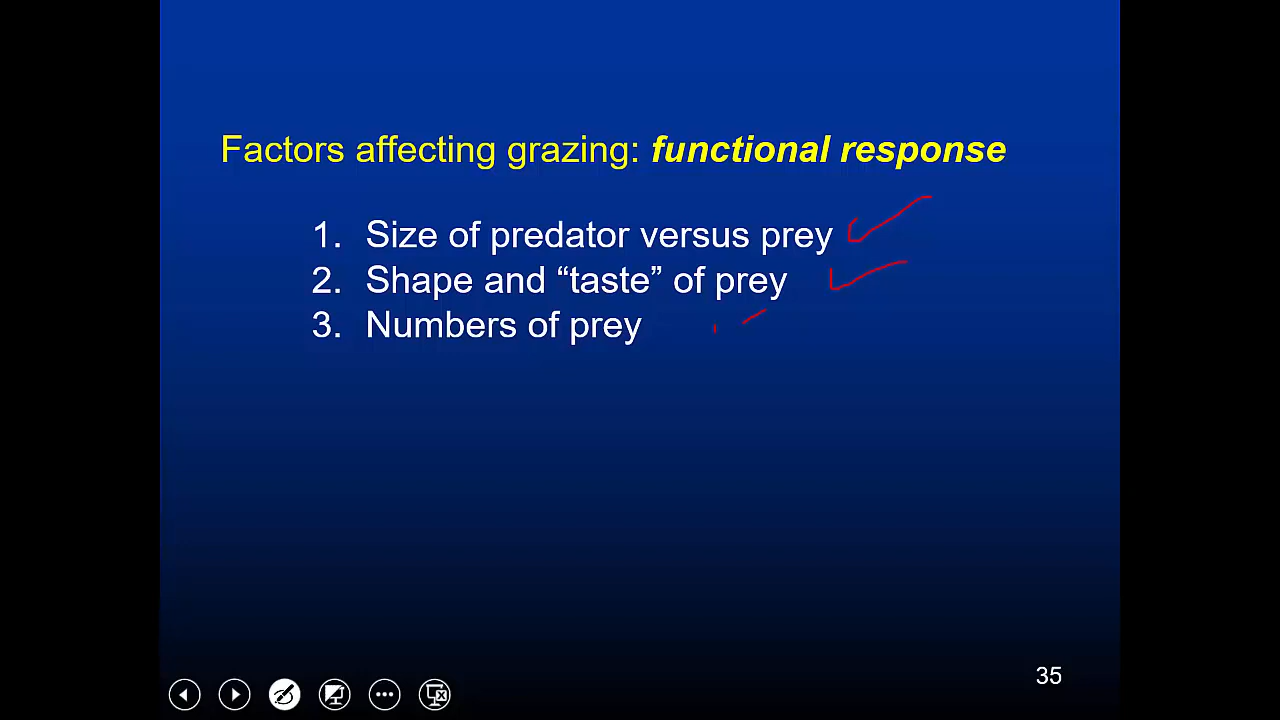 Factors affecting grazing: functional response
1. Size of predator versus prey
2. Shape and “taste” of prey
3. Numbers of prey
35